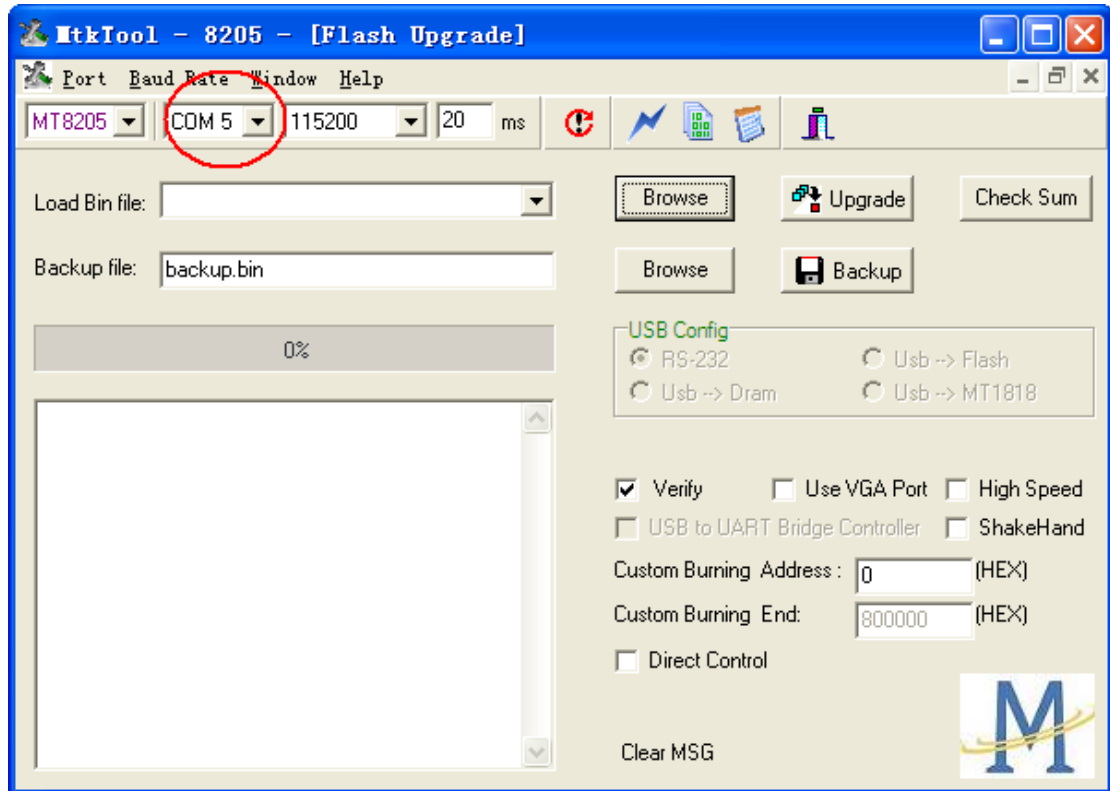 MtkTool - 8205 - [Flash Upgrade]
Port Baud Rate Window Help
MT8205 COM 5 115200 20 ms
Load Bin file: Browse Upgrade Check Sum
Backup file: backup.bin Browse Backup
0%
USB Config
RS-232 Usb --> Flash
Usb --> Dram Usb --> MT1818
Verify Use VGA Port High Speed
USB to UART Bridge Controller ShakeHand
Custom Burning Address : 0 (HEX)
Custom Burning End: 800000 (HEX)
Direct Control
M
Clear MSG